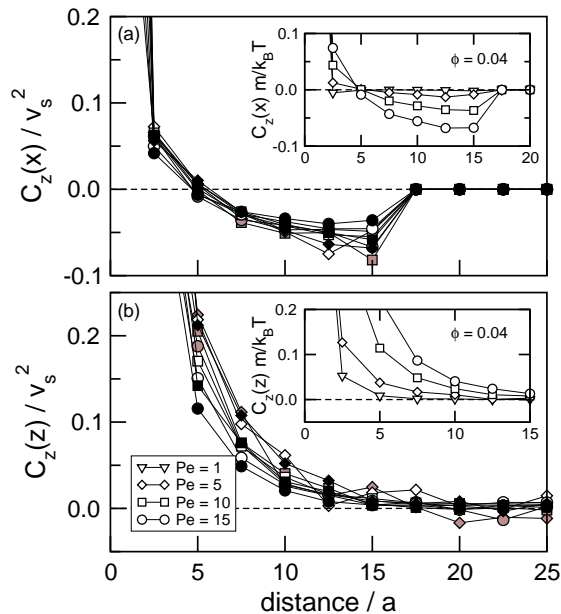 (a)
C_z(x) / v_s^2
0.2
0.1
0.0
-0.1
C_z(x) m/k_BT
0.1
0.0
-0.1
0 5 10 15 20
ϕ = 0.04
(b)
C_z(z) / v_s^2
0.2
0.1
0.0
C_z(z) m/k_BT
0.2
0.1
0.0
0 5 10 15
ϕ = 0.04
Pe = 1
Pe = 5
Pe = 10
Pe = 15
0 5 10 15 20 25
distance / a